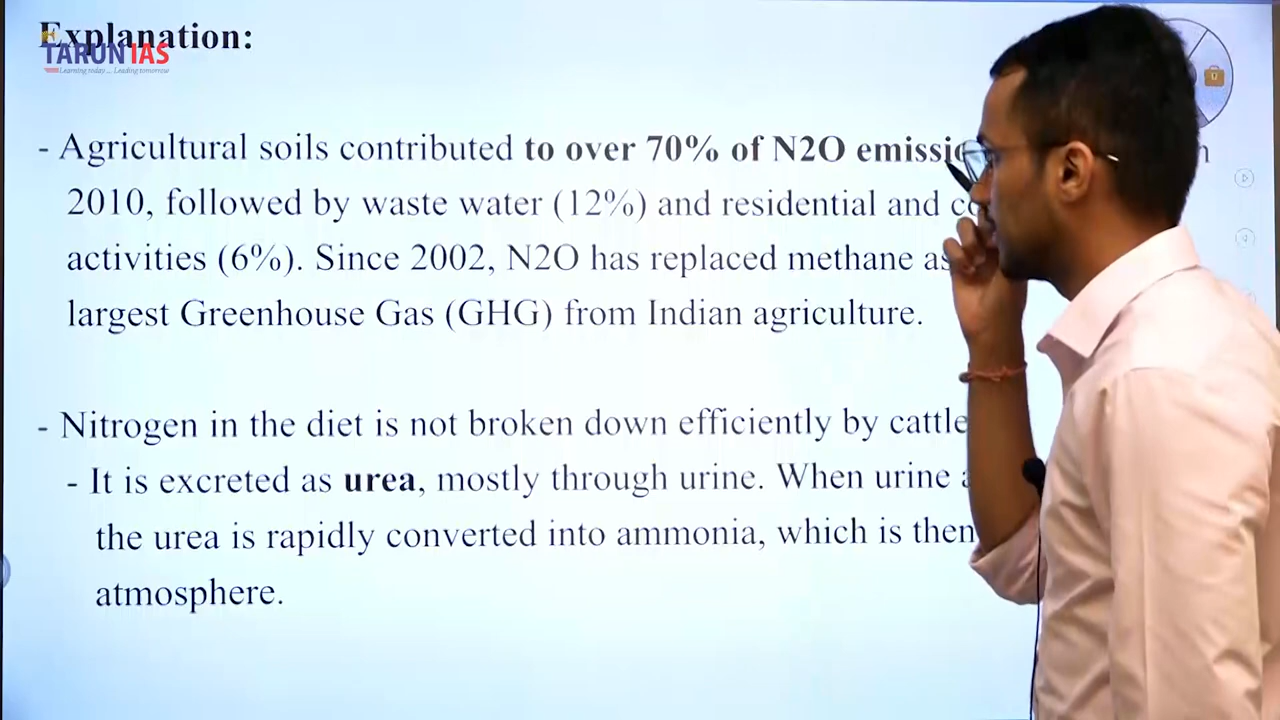 Explanation:
TARUN IAS
Learning today... Leading tomorrow
- Agricultural soils contributed to over 70% of N2O
2010, followed by waste water (12%) and residential and
activities (6%). Since 2002, N2O has replaced methane as
largest Greenhouse Gas (GHG) from Indian agriculture.
- Nitrogen in the diet is not broken down efficiently by cattle
- It is excreted as urea, mostly through urine. When urine
the urea is rapidly converted into ammonia, which is then
atmosphere.